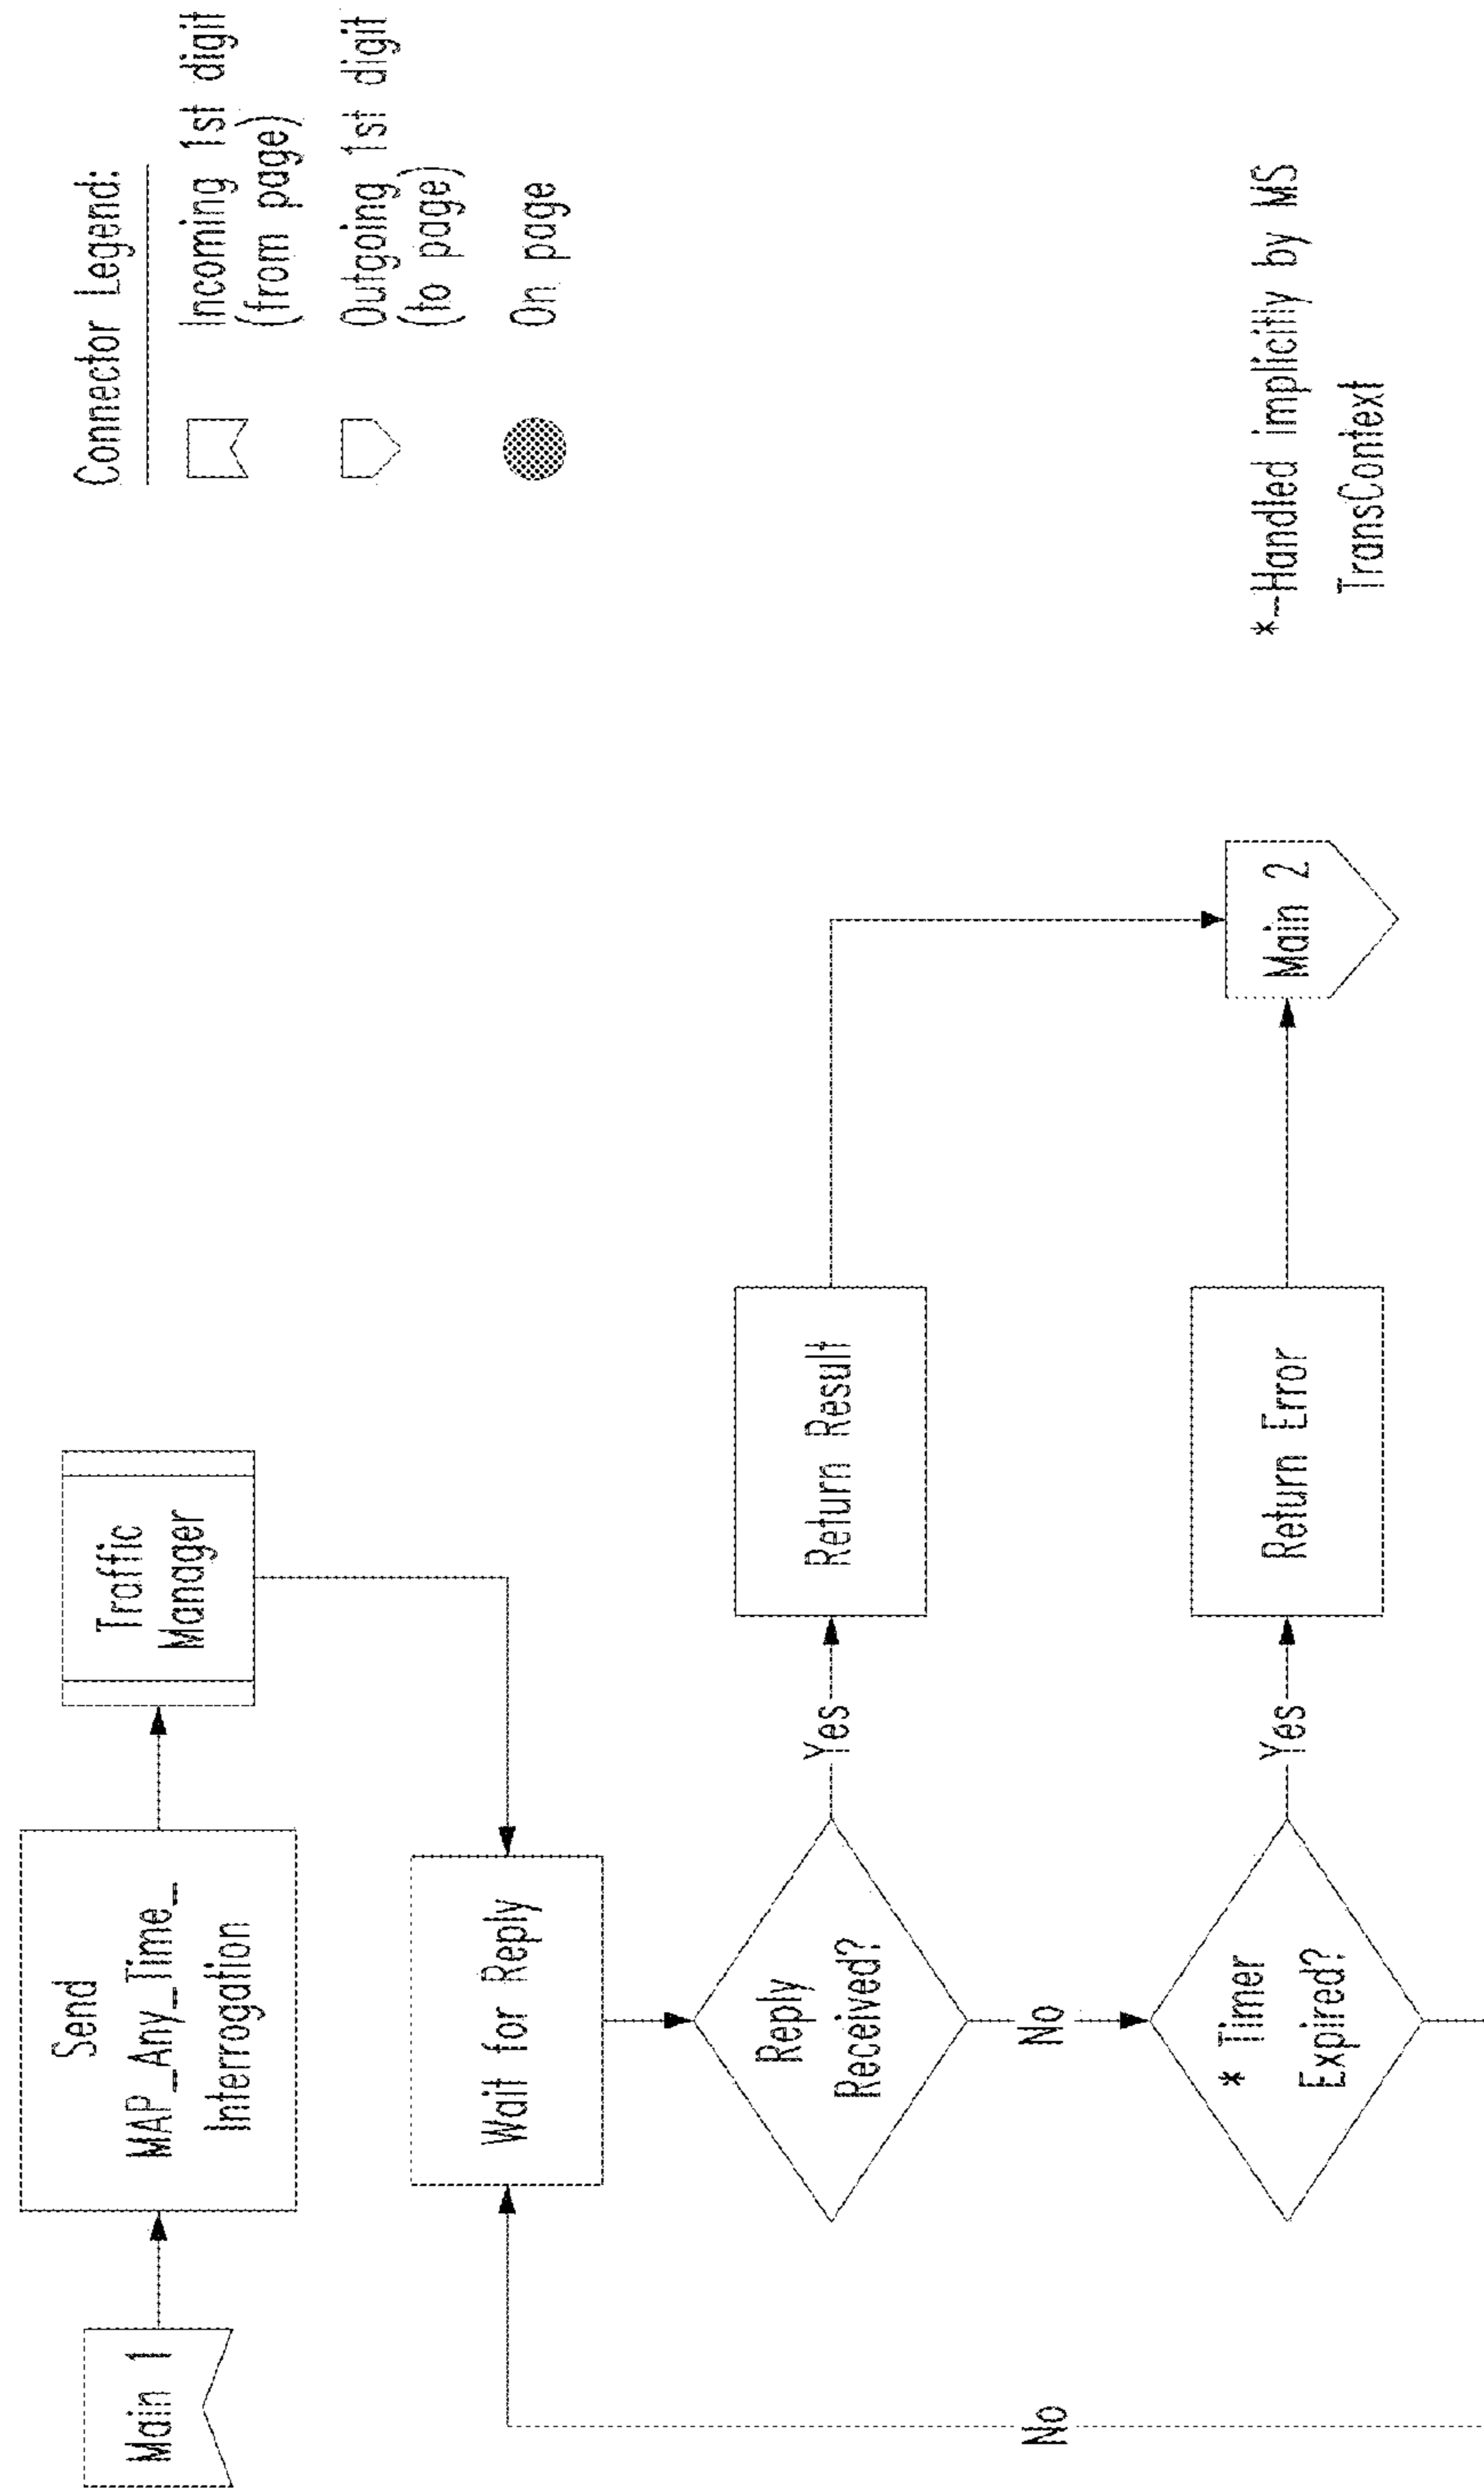 Main 1
Send
MAP_Any_Time_
Interrogation
Traffic
Manager
Connector Legend:
Incoming 1st digit
(from page)
Outgoing 1st digit
(to page)
On page
Wait for Reply
Reply
Received?
Yes
Return Result
No
No
* Timer
Expired?
Yes
Return Error
Main 2
*-Handled implicitly by MS
TransContext